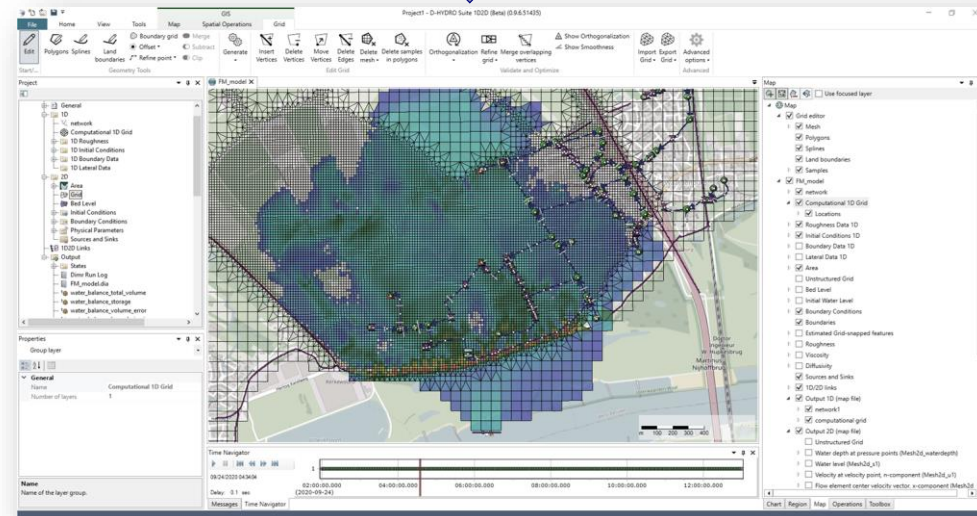 Project1 - D-HYDRO Suite 1D2D (Beta) (0.9.6.51435)
GIS
File Home View Tools Map Spatial Operations Grid
Edit Polygons Splines Land boundaries
Boundary grid Merge
Offset Subtract
Refine point Clip
Generate Insert Vertices Delete Vertices Move Vertices Delete Edges Delete mesh Delete samples in polygons
Orthogonalization Refine grid Merge overlapping vertices
Show Orthogonalization
Show Smoothness
Import Grid Export Grid Advanced options
Start/... Geometry Tools Edit Grid Validate and Optimize Advanced
Project
General
1D
network
Computational 1D Grid
1D Roughness
1D Initial Conditions
1D Boundary Data
1D Lateral Data
2D
Area
Grid
Bed Level
Initial Conditions
Boundary Conditions
Physical Parameters
Sources and Sinks
1D2D Links
Output
States
Dimr Run Log
FM_model.dia
water_balance_total_volume
water_balance_storage
water_balance_volume_error
Properties
Group layer
General
Name Computational 1D Grid
Number of layers 1
Name
Name of the layer group.
FM_model
Ingenieur
m 100 200 300 400
Time Navigator
1
02:00:00.000 04:00:00.000 06:00:00.000 08:00:00.000 10:00:00.000 12:00:00.000
(2020-09-24)
Delay: 0.1 sec
Messages Time Navigator
Map
Use focused layer
Map
Grid editor
Mesh
Polygons
Splines
Land boundaries
Samples
FM_model
network
Computational 1D Grid
Locations
Roughness Data 1D
Initial Conditions 1D
Boundary Data 1D
Lateral Data 1D
Area
Unstructured Grid
Bed Level
Initial Water Level
Boundary Conditions
Boundaries
Estimated Grid-snapped features
Roughness
Viscosity
Diffusivity
Sources and Sinks
1D/2D links
Output 1D (map file)
network1
computational grid
Output 2D (map file)
Unstructured Grid
Water depth at pressure points (Mesh2d_waterdepth)
Water level (Mesh2d_s1)
Velocity at velocity point, n-component (Mesh2d_u1)
Flow element center velocity vector, x-component (Mesh2d
Chart Region Map Operations Toolbox